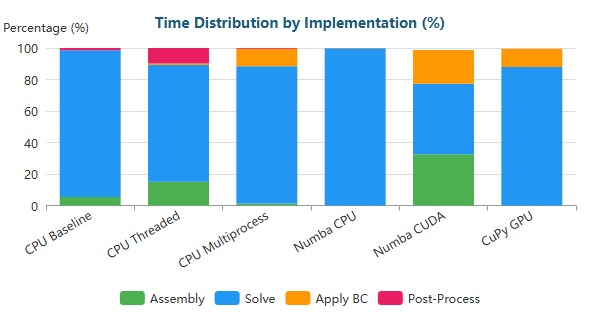 Time Distribution by Implementation (%)
Percentage (%)
100
80
60
40
20
0
CPU Baseline
CPU Threaded
CPU Multiprocess
Numba CPU
Numba CUDA
CuPy GPU
Assembly Solve Apply BC Post-Process